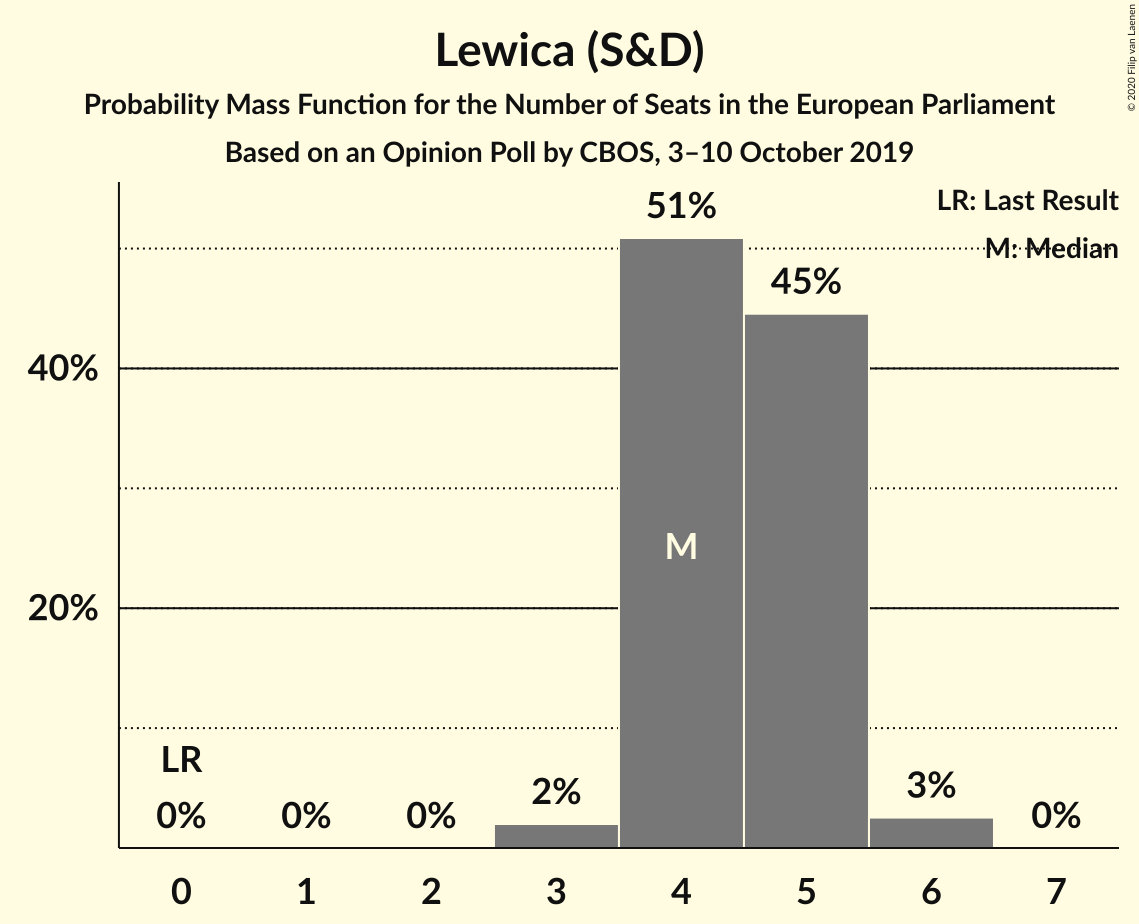 Lewica (S&D)
Probability Mass Function for the Number of Seats in the European Parliament
Based on an Opinion Poll by CBOS, 3–10 October 2019
© 2020 Filip van Laenen
LR: Last Result
M: Median
51%
45%
40%
M
20%
LR
0%
0%
0%
2%
3%
0%
0
1
2
3
4
5
6
7